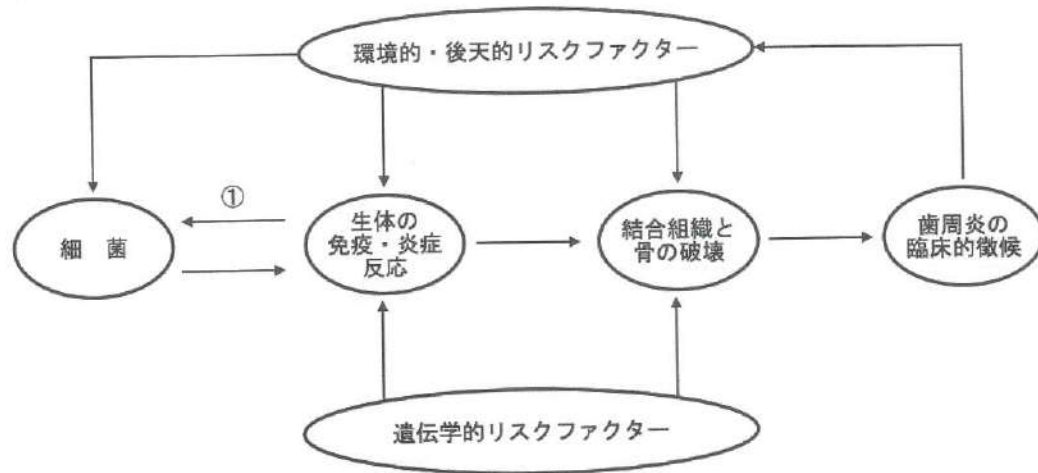 環境的・後天的リスクファクター
①
細 菌
生体の
免疫・炎症
反応
結合組織と
骨の破壊
歯周炎の
臨床的徴候
遺伝学的リスクファクター